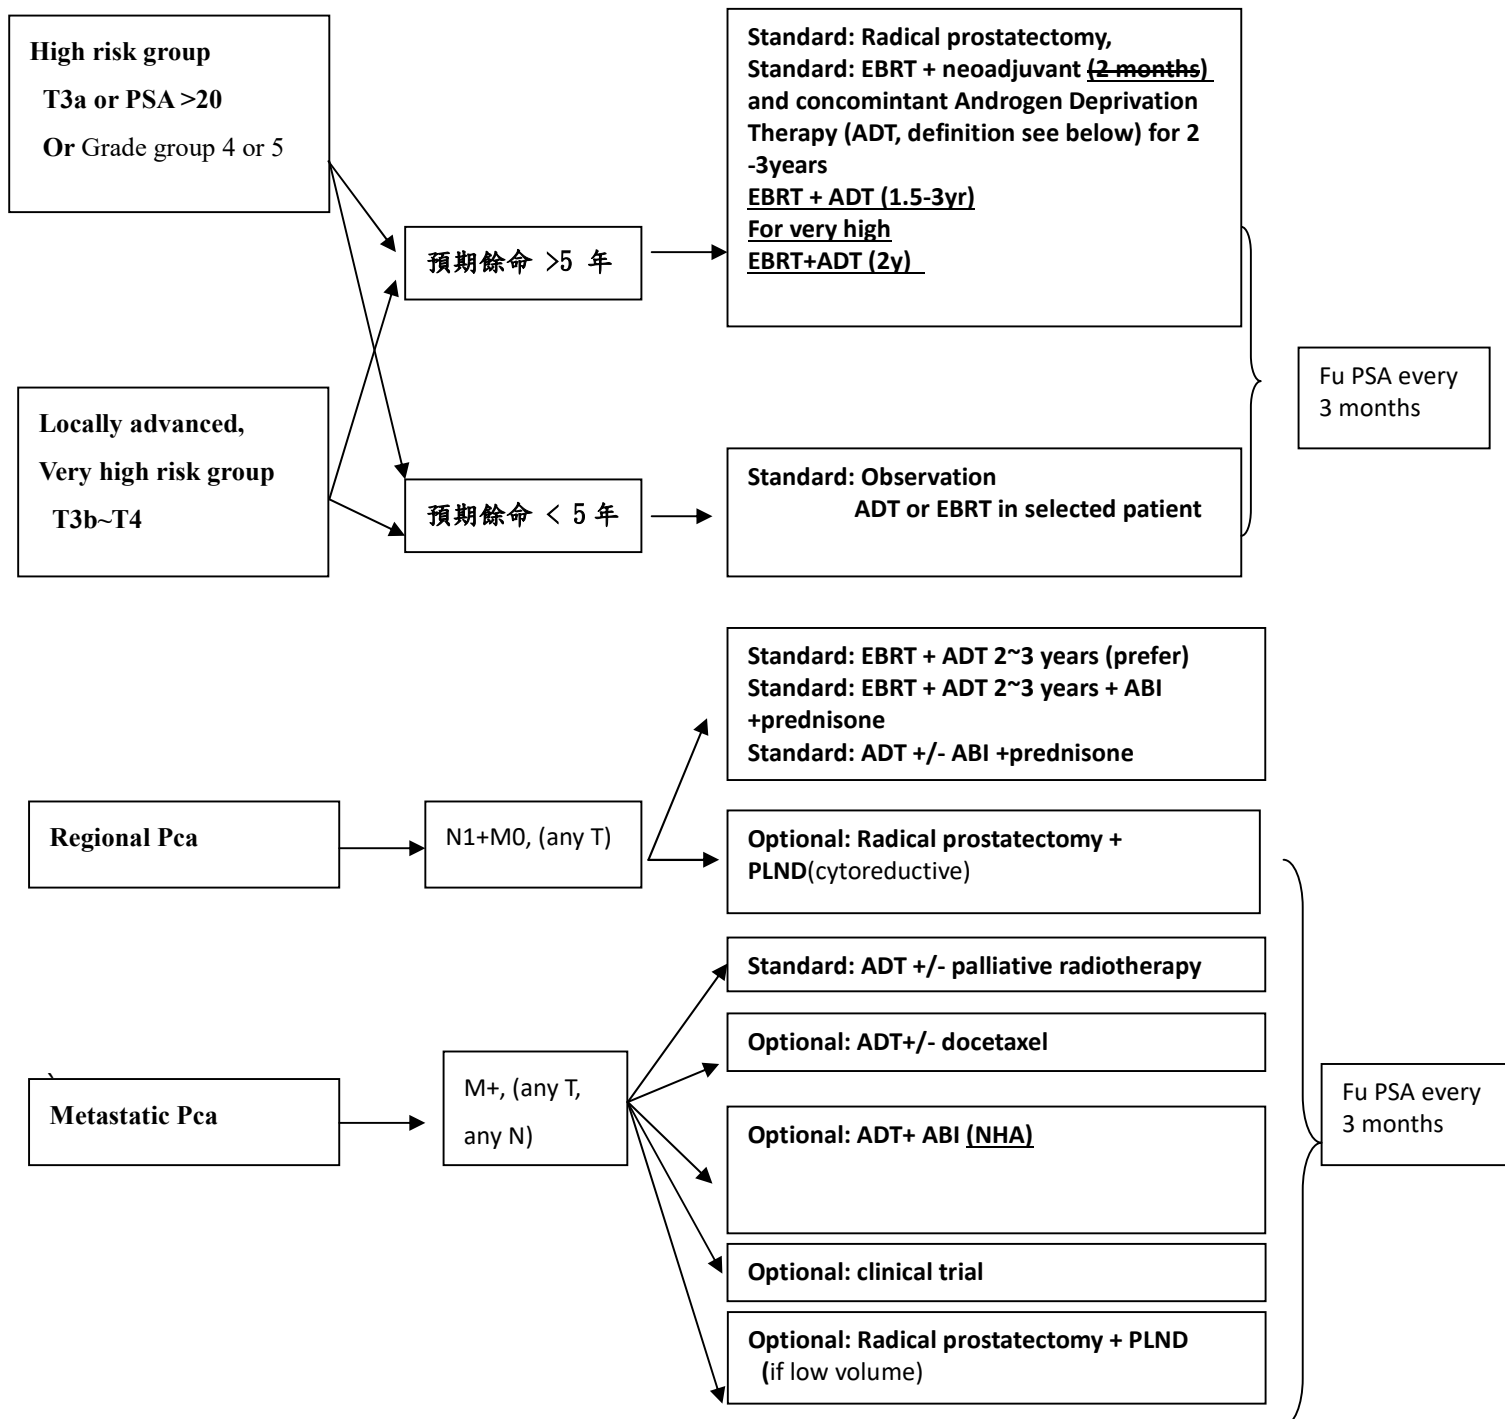 High risk group
T3a or PSA >20
Or Grade group 4 or 5
Locally advanced,
Very high risk group
T3b~T4
預期餘命 >5 年
預期餘命 < 5 年
Standard: Radical prostatectomy,
Standard: EBRT + neoadjuvant (2 months)
and concomintant Androgen Deprivation
Therapy (ADT, definition see below) for 2
-3years
EBRT + ADT (1.5-3yr)
For very high
EBRT+ADT (2y)
Standard: Observation
ADT or EBRT in selected patient
Fu PSA every
3 months
Regional Pca
N1+M0, (any T)
Standard: EBRT + ADT 2~3 years (prefer)
Standard: EBRT + ADT 2~3 years + ABI
+prednisone
Standard: ADT +/- ABI +prednisone
Optional: Radical prostatectomy +
PLND(cytoreductive)
Metastatic Pca
M+, (any T,
any N)
Standard: ADT +/- palliative radiotherapy
Optional: ADT+/- docetaxel
Optional: ADT+ ABI (NHA)
Optional: clinical trial
Optional: Radical prostatectomy + PLND
(if low volume)
Fu PSA every
3 months